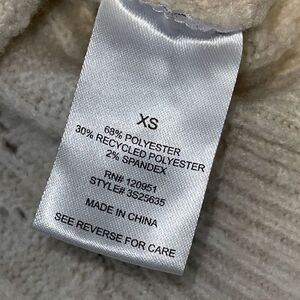 XS
68% POLYESTER
30% RECYCLED POLYESTER
2% SPANDEX
RN# 120951
STYLE# 3S25635
MADE IN CHINA
SEE REVERSE FOR CARE